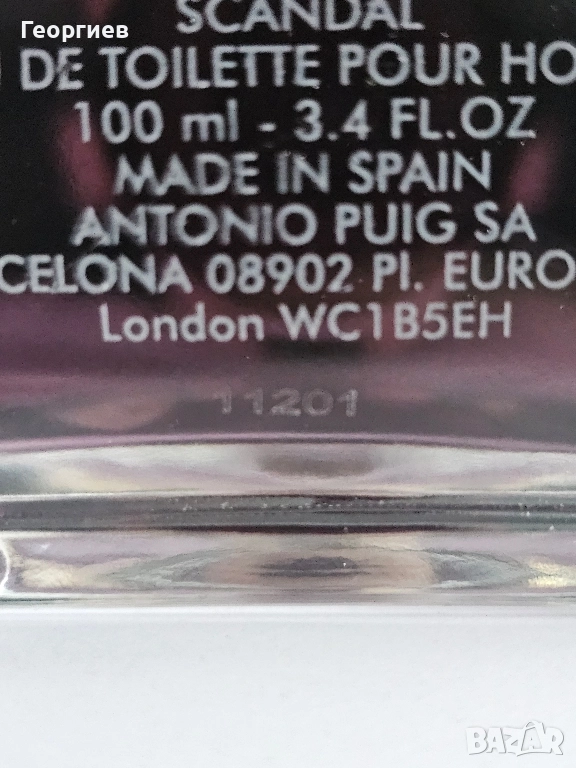 Георгиев
SCANDAL
DE TOILETTE POUR HO
100 ml - 3.4 FL.OZ
MADE IN SPAIN
ANTONIO PUIG SA
CELONA 08902 Pl. EURO
London WC1B5EH
11201
BAZAR